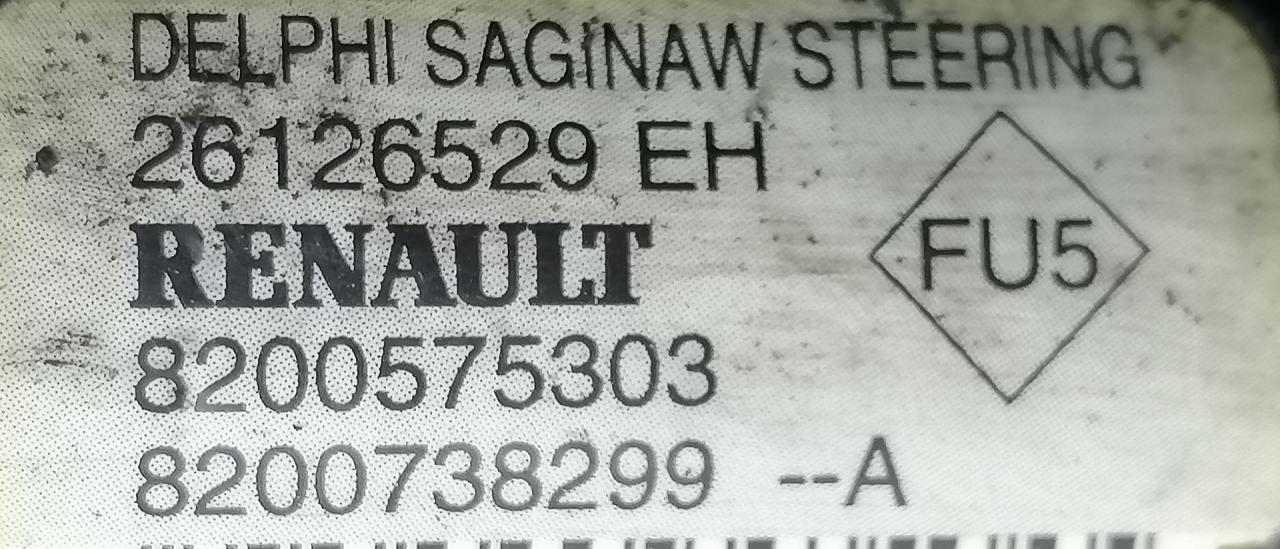 DELPHI SAGINAW STEERING
26126529 EH
FU5
RENAULT
8200575303
8200738299 --A